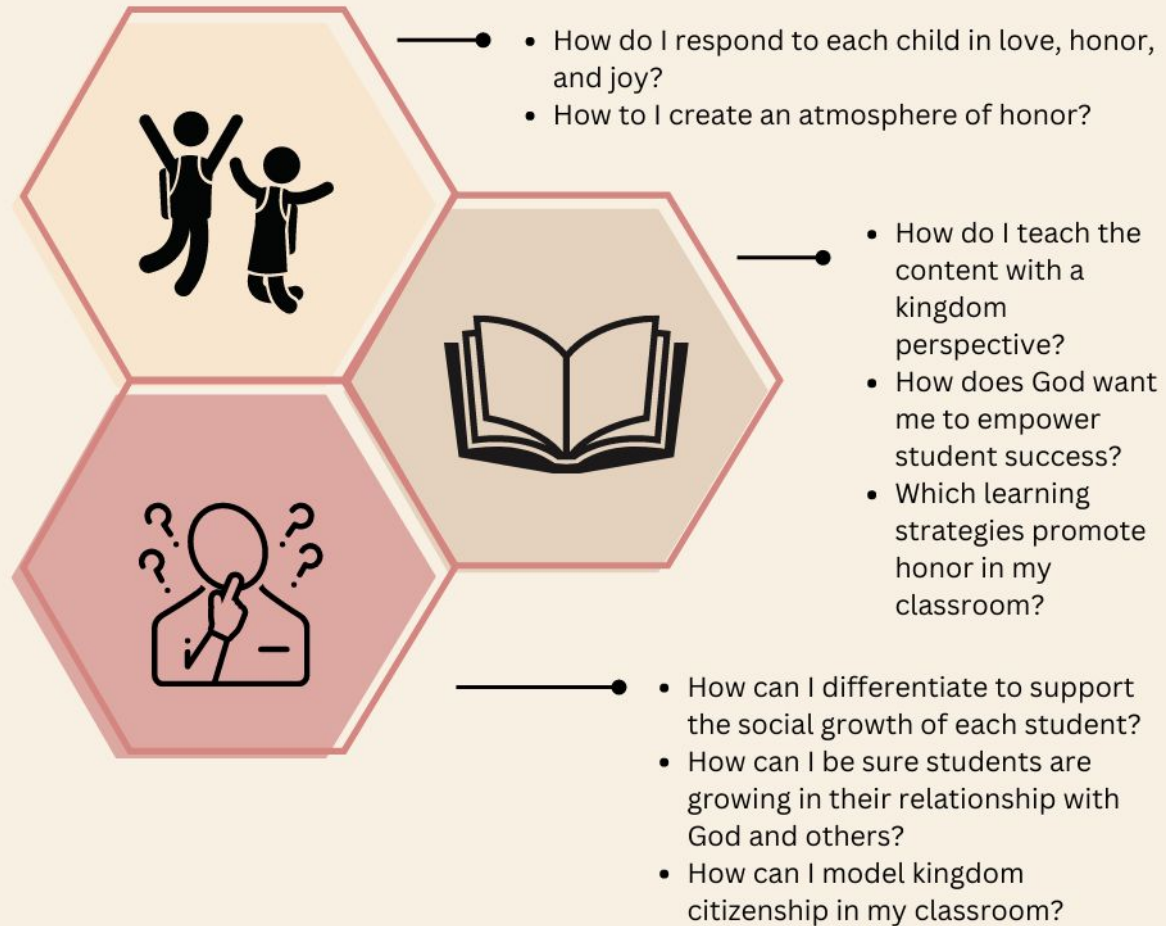 • How do I respond to each child in love, honor,
and joy?
• How to I create an atmosphere of honor?
• How do I teach the
content with a
kingdom
perspective?
• How does God want
me to empower
student success?
• Which learning
strategies promote
honor in my
classroom?
• How can I differentiate to support
the social growth of each student?
• How can I be sure students are
growing in their relationship with
God and others?
• How can I model kingdom
citizenship in my classroom?